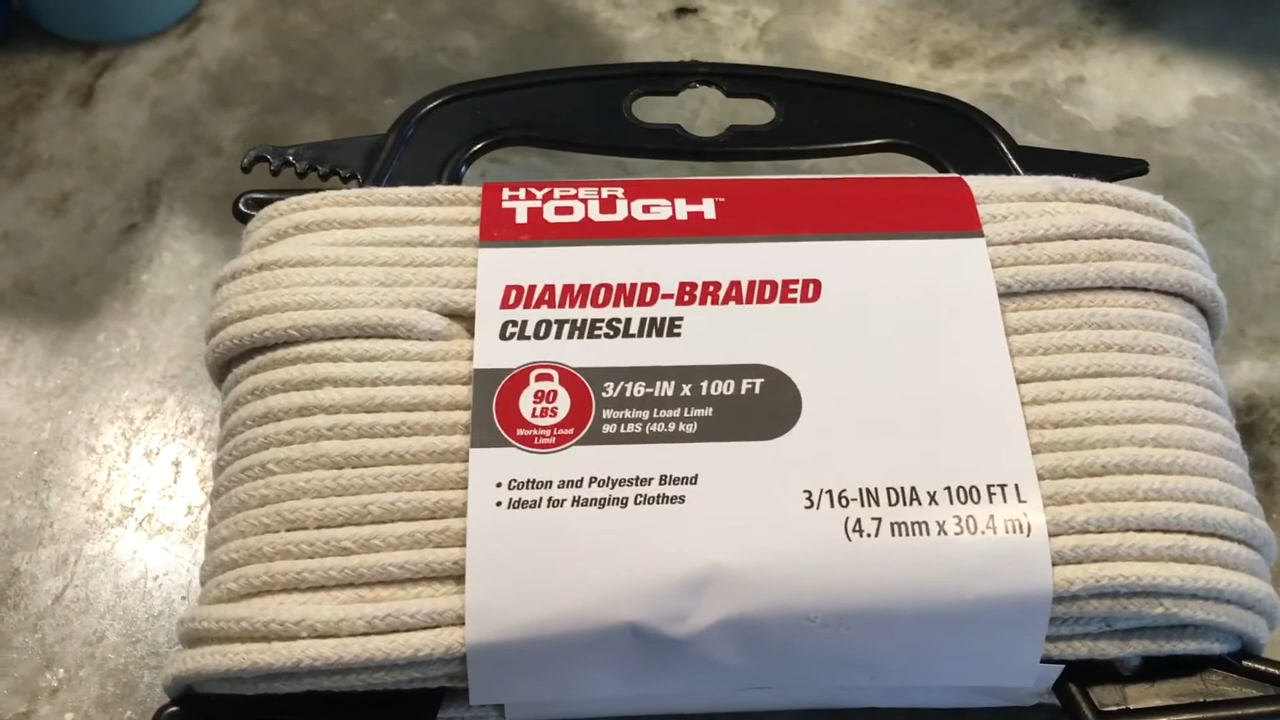 HYPER
TOUGH™
DIAMOND-BRAIDED
CLOTHESLINE
90
LBS
Working Load
Limit
3/16-IN x 100 FT
Working Load Limit
90 LBS (40.9 kg)
• Cotton and Polyester Blend
• Ideal for Hanging Clothes
3/16-IN DIA x 100 FT L
(4.7 mm x 30.4 m)